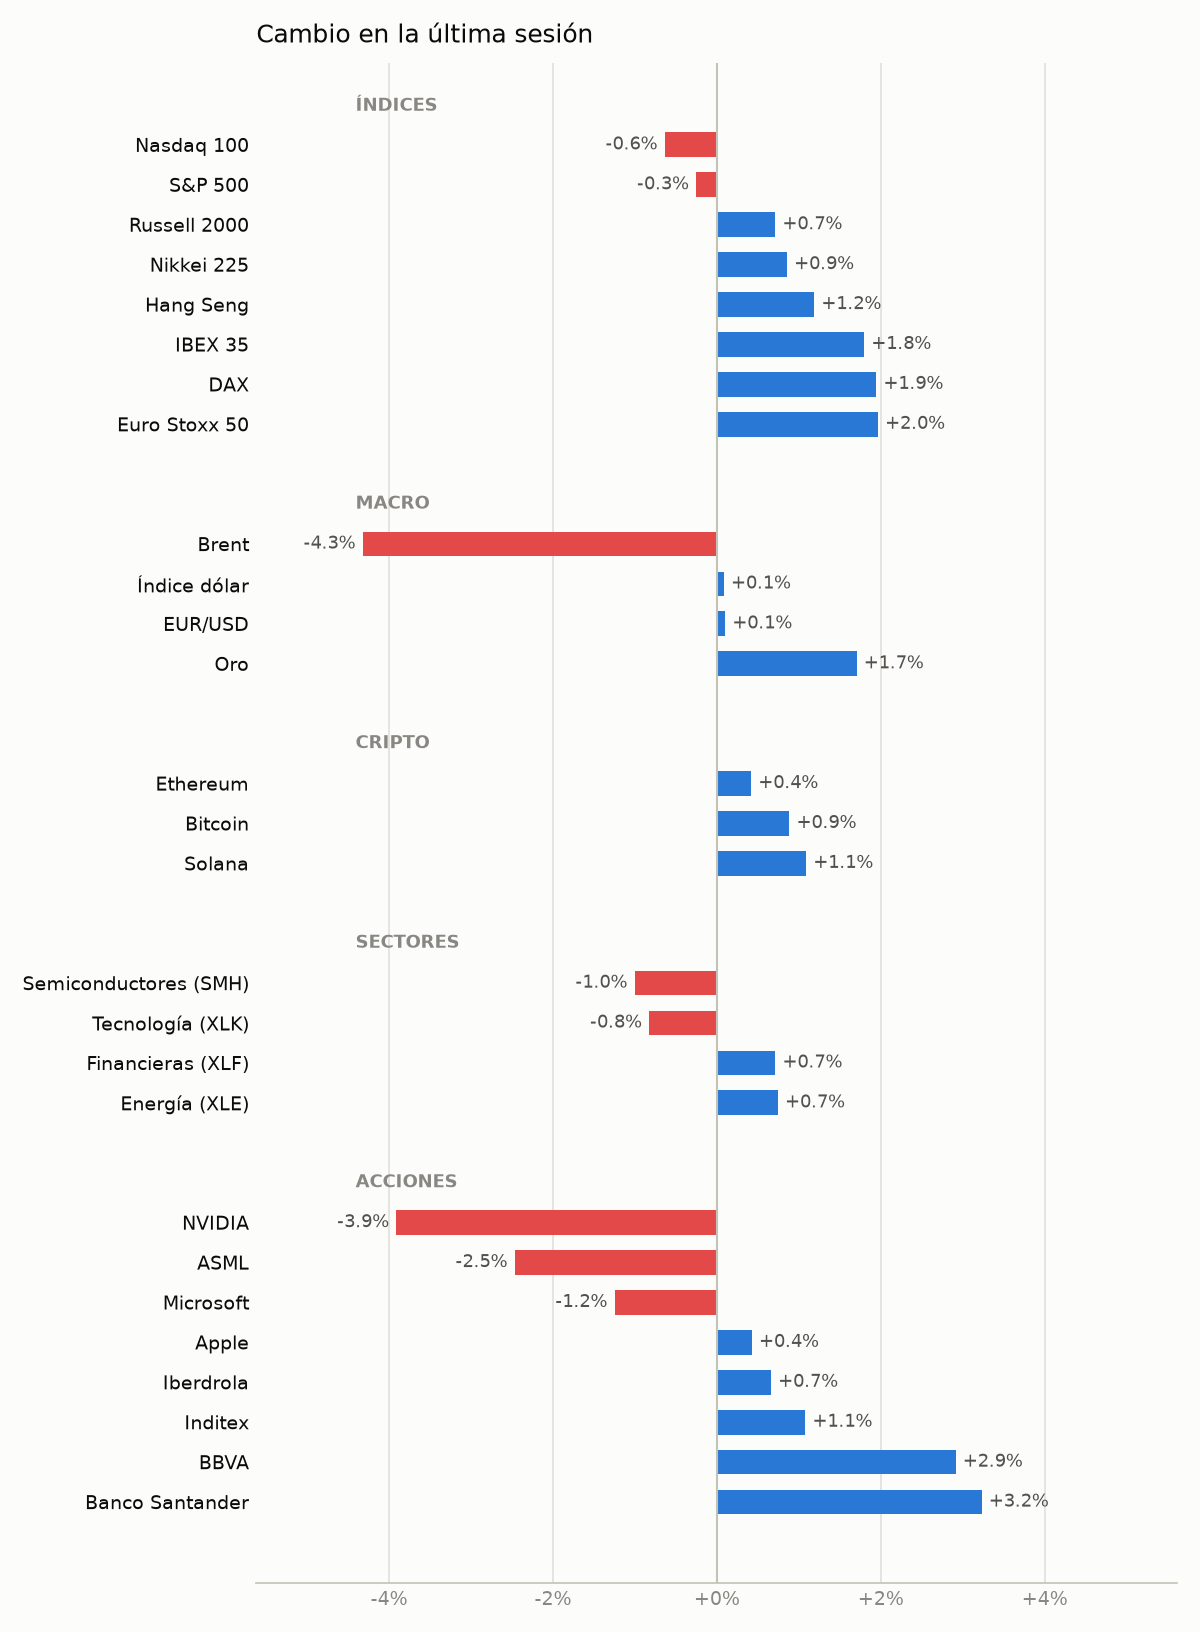 Cambio en la última sesión
ÍNDICES
Nasdaq 100 -0.6%
S&P 500 -0.3%
Russell 2000 +0.7%
Nikkei 225 +0.9%
Hang Seng +1.2%
IBEX 35 +1.8%
DAX +1.9%
Euro Stoxx 50 +2.0%
MACRO
Brent -4.3%
Índice dólar +0.1%
EUR/USD +0.1%
Oro +1.7%
CRIPTO
Ethereum +0.4%
Bitcoin +0.9%
Solana +1.1%
SECTORES
Semiconductores (SMH) -1.0%
Tecnología (XLK) -0.8%
Financieras (XLF) +0.7%
Energía (XLE) +0.7%
ACCIONES
NVIDIA -3.9%
ASML -2.5%
Microsoft -1.2%
Apple +0.4%
Iberdrola +0.7%
Inditex +1.1%
BBVA +2.9%
Banco Santander +3.2%
-4% -2% +0% +2% +4%